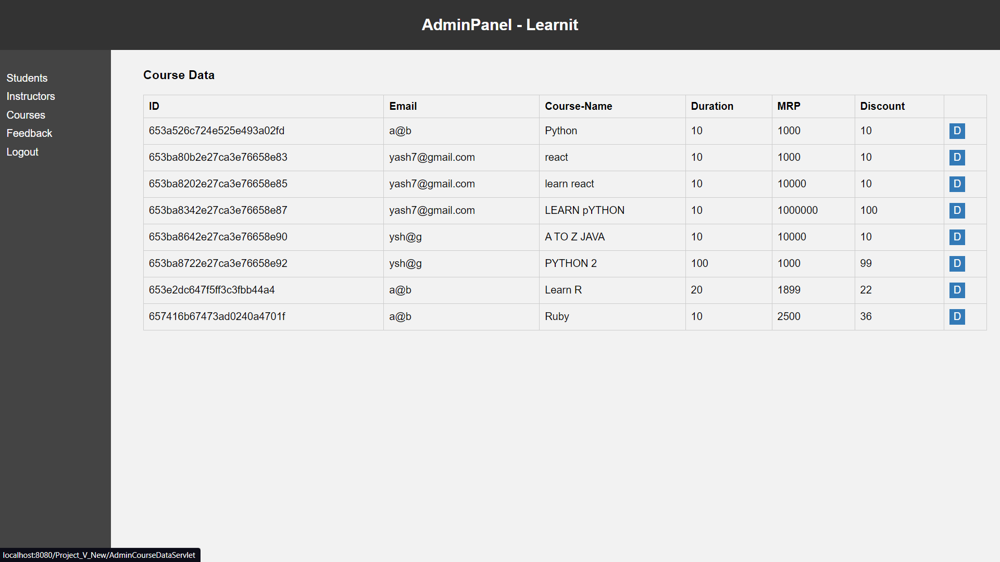 AdminPanel - Learnit
Students
Instructors
Courses
Feedback
Logout
Course Data
ID Email Course-Name Duration MRP Discount
653a526c724e525e493a02fd a@b Python 10 1000 10 D
653ba80b2e27ca3e76658e83 yash7@gmail.com react 10 1000 10 D
653ba8202e27ca3e76658e85 yash7@gmail.com learn react 10 10000 10 D
653ba8342e27ca3e76658e87 yash7@gmail.com LEARN pYTHON 10 1000000 100 D
653ba8642e27ca3e76658e90 ysh@g A TO Z JAVA 10 10000 10 D
653ba8722e27ca3e76658e92 ysh@g PYTHON 2 100 1000 99 D
653e2dc647f5ff3c3fbb44a4 a@b Learn R 20 1899 22 D
657416b67473ad0240a4701f a@b Ruby 10 2500 36 D
localhost:8080/Project_V_New/AdminCourseDataServlet